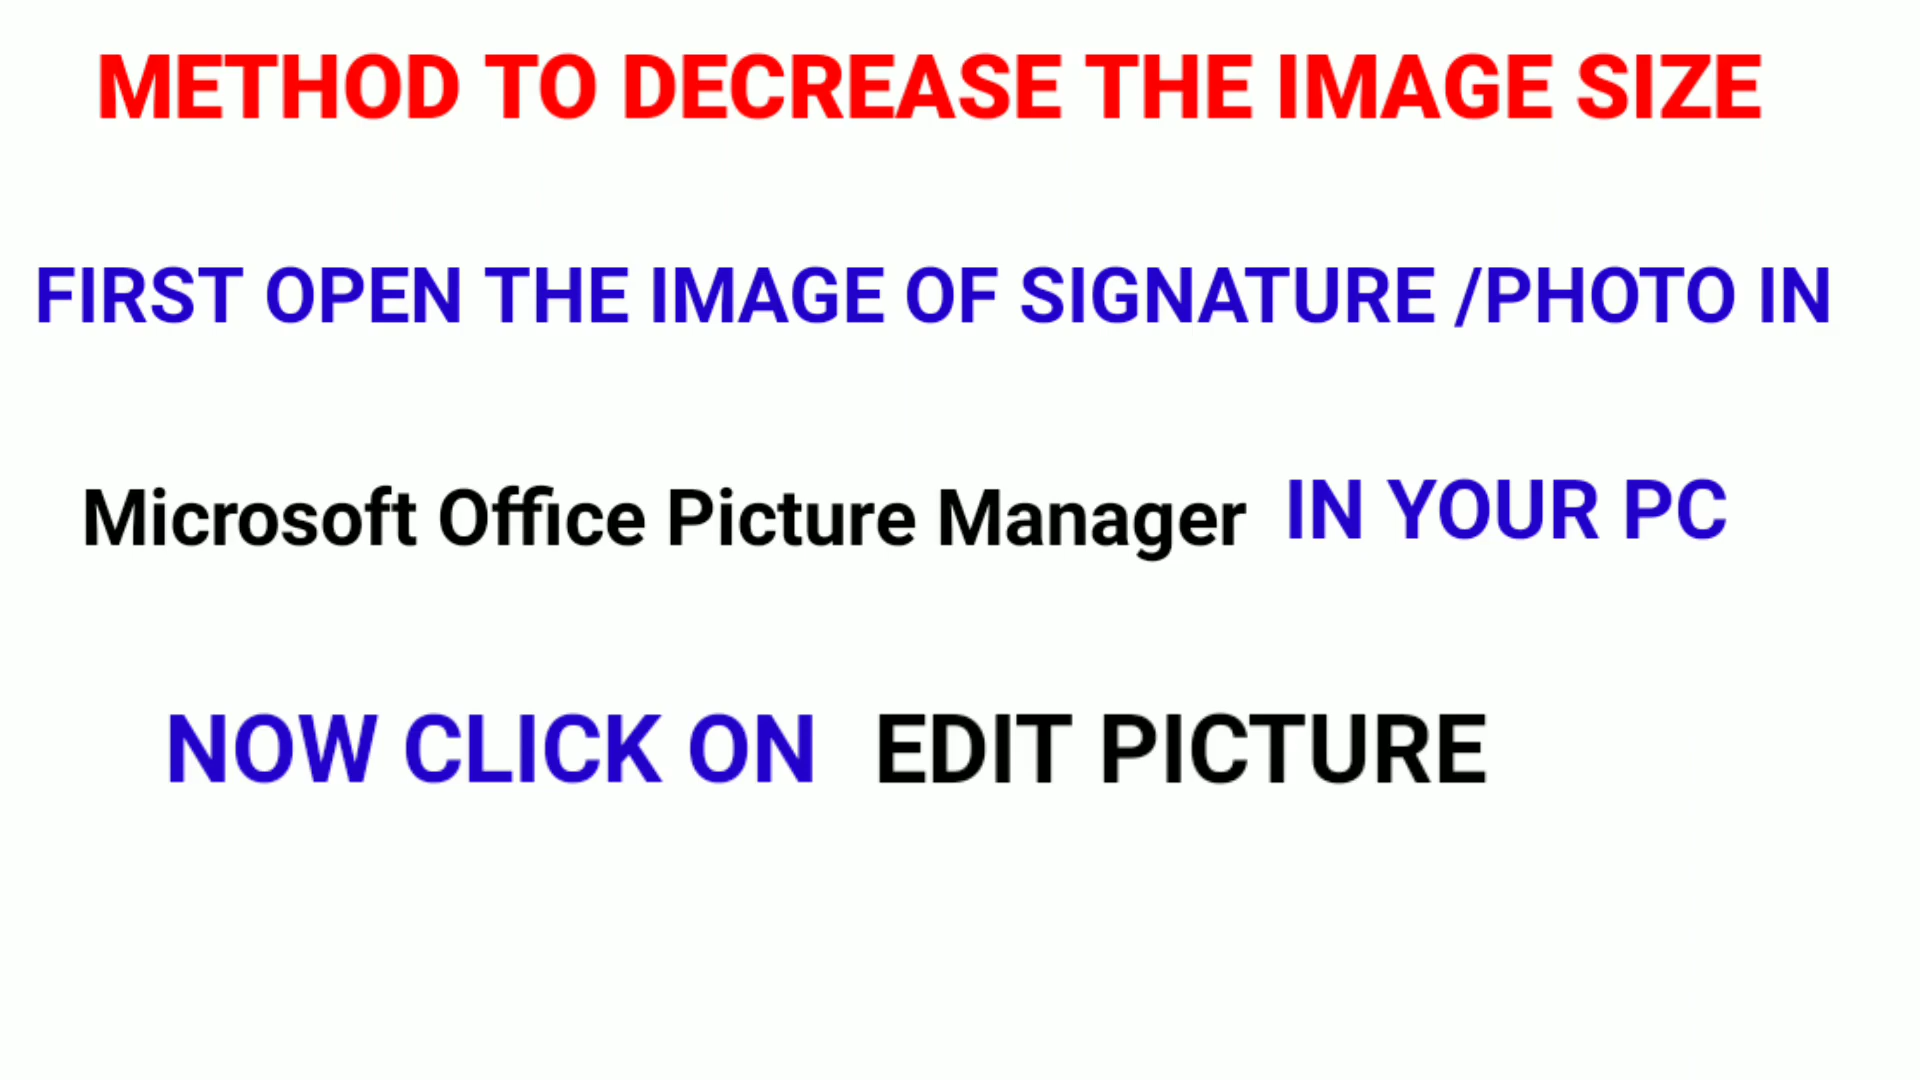 METHOD TO DECREASE THE IMAGE SIZE
FIRST OPEN THE IMAGE OF SIGNATURE /PHOTO IN
Microsoft Office Picture Manager IN YOUR PC
NOW CLICK ON EDIT PICTURE